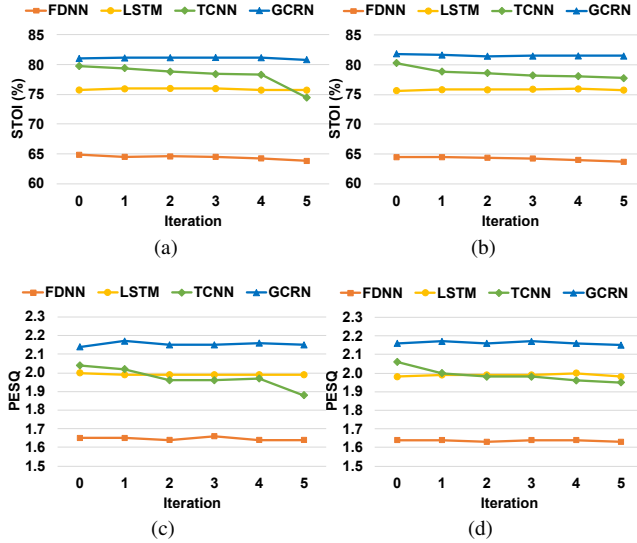 FDNN LSTM TCNN GCRN
85
80
75
70
65
60
STOI (%)
0 1 2 3 4 5
Iteration
(a)
FDNN LSTM TCNN GCRN
85
80
75
70
65
60
STOI (%)
0 1 2 3 4 5
Iteration
(b)
FDNN LSTM TCNN GCRN
2.3
2.2
2.1
2.0
1.9
1.8
1.7
1.6
1.5
PESQ
0 1 2 3 4 5
Iteration
(c)
FDNN LSTM TCNN GCRN
2.3
2.2
2.1
2.0
1.9
1.8
1.7
1.6
1.5
PESQ
0 1 2 3 4 5
Iteration
(d)